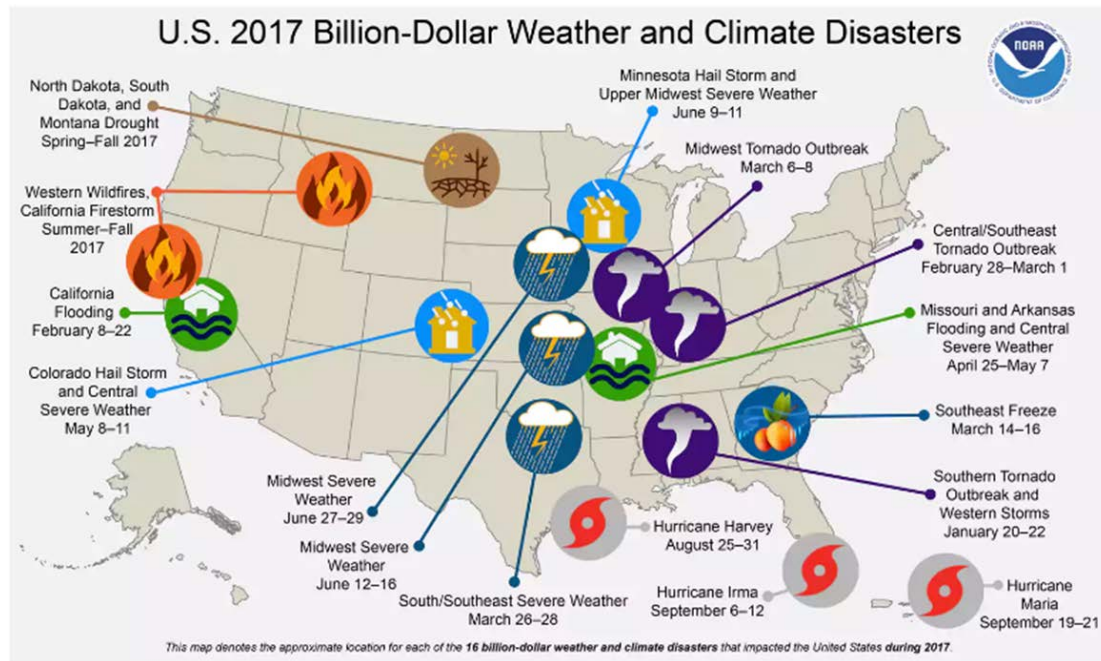 U.S. 2017 Billion-Dollar Weather and Climate Disasters
NOAA
North Dakota, South
Dakota, and
Montana Drought
Spring–Fall 2017
Minnesota Hail Storm and
Upper Midwest Severe Weather
June 9–11
Midwest Tornado Outbreak
March 6–8
Western Wildfires,
California Firestorm
Summer–Fall
2017
Central/Southeast
Tornado Outbreak
February 28–March 1
California
Flooding
February 8–22
Missouri and Arkansas
Flooding and Central
Severe Weather
April 25–May 7
Colorado Hail Storm
and Central
Severe Weather
May 8–11
Southeast Freeze
March 14–16
Midwest Severe
Weather
June 27–29
Southern Tornado
Outbreak and
Western Storms
January 20–22
Midwest Severe
Weather
June 12–16
Hurricane Harvey
August 25–31
South/Southeast Severe Weather
March 26–28
Hurricane Irma
September 6–12
Hurricane
Maria
September 19–21
This map denotes the approximate location for each of the 16 billion-dollar weather and climate disasters that impacted the United States during 2017.